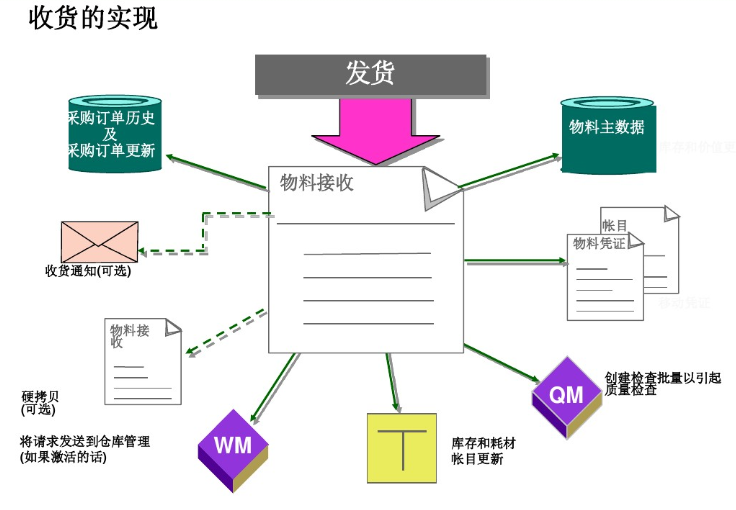 收货的实现
发货
采购订单历史
及
采购订单更新
物料主数据
物料接收
帐目
物料凭证
收货通知(可选)
物料接
收
硬拷贝
(可选)
创建检查批量以引起
质量检查
QM
将请求发送到仓库管理
(如果激活的话)
WM
T
库存和耗材
帐目更新